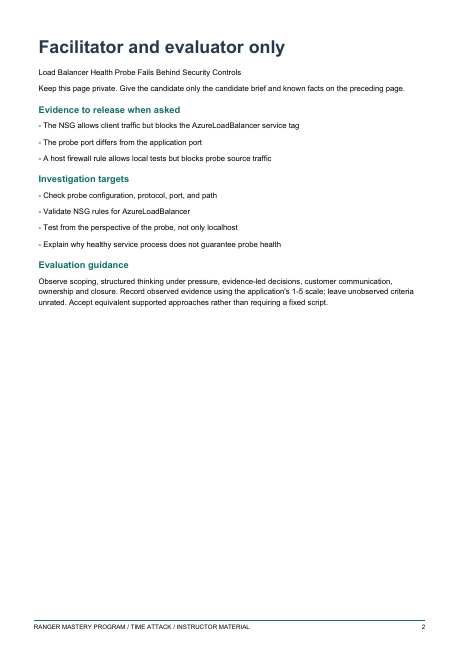 Facilitator and evaluator only
Load Balancer Health Probe Fails Behind Security Controls
Keep this page private. Give the candidate only the candidate brief and known facts on the preceding page.
Evidence to release when asked
- The NSG allows client traffic but blocks the AzureLoadBalancer service tag
- The probe port differs from the application port
- A host firewall rule allows local tests but blocks probe source traffic
Investigation targets
- Check probe configuration, protocol, port, and path
- Validate NSG rules for AzureLoadBalancer
- Test from the perspective of the probe, not only localhost
- Explain why healthy service process does not guarantee probe health
Evaluation guidance
Observe scoping, structured thinking under pressure, evidence-led decisions, customer communication,
ownership and closure. Record observed evidence using the application's 1-5 scale; leave unobserved criteria
unrated. Accept equivalent supported approaches rather than requiring a fixed script.
RANGER MASTERY PROGRAM / TIME ATTACK / INSTRUCTOR MATERIAL 2